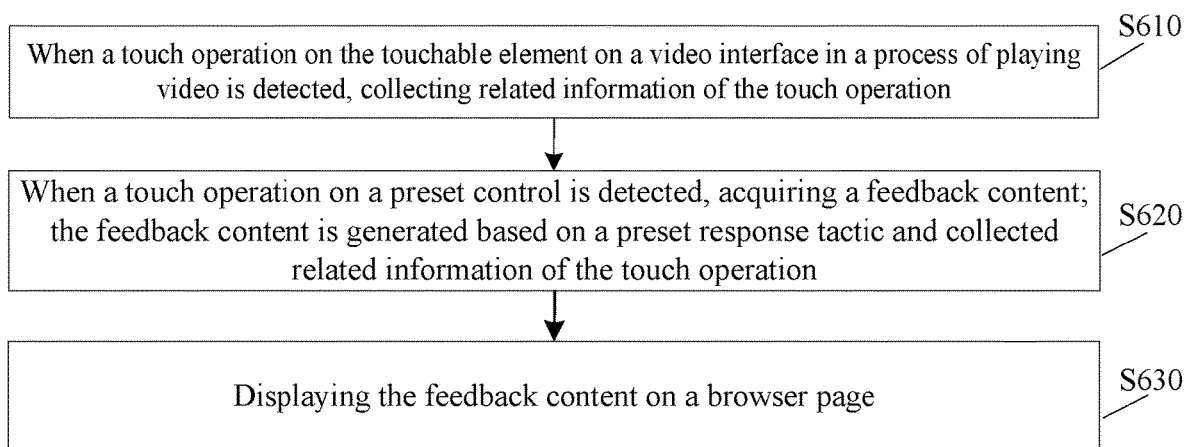 S610
When a touch operation on the touchable element on a video interface in a process of playing
video is detected, collecting related information of the touch operation
When a touch operation on a preset control is detected, acquiring a feedback content;
the feedback content is generated based on a preset response tactic and collected
related information of the touch operation
S620
Displaying the feedback content on a browser page
S630